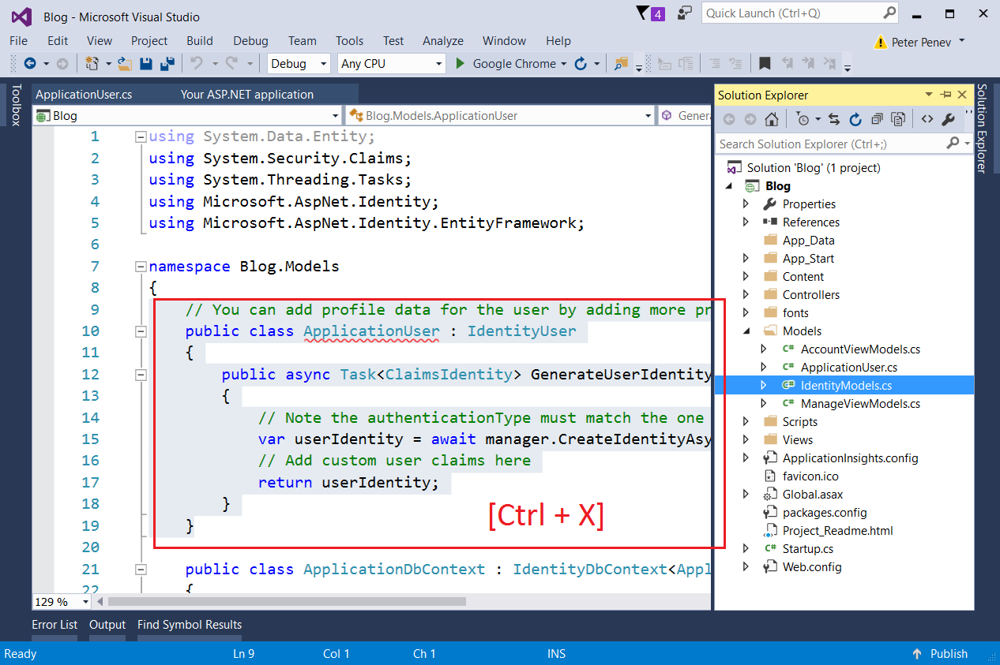 Blog - Microsoft Visual Studio
4
Quick Launch (Ctrl+Q)
File Edit View Project Build Debug Team Tools Test Analyze Window Help
Peter Penev
Debug Any CPU Google Chrome
Toolbox
ApplicationUser.cs Your ASP.NET application
Blog Blog.Models.ApplicationUser Genera
1 using System.Data.Entity;
2 using System.Security.Claims;
3 using System.Threading.Tasks;
4 using Microsoft.AspNet.Identity;
5 using Microsoft.AspNet.Identity.EntityFramework;
6
7 namespace Blog.Models
8 {
9 // You can add profile data for the user by adding more pr
10 public class ApplicationUser : IdentityUser
11 {
12 public async Task<ClaimsIdentity> GenerateUserIdentity
13 {
14 // Note the authenticationType must match the one
15 var userIdentity = await manager.CreateIdentityAsy
16 // Add custom user claims here
17 return userIdentity;
18 }
19 }
20
21 public class ApplicationDbContext : IdentityDbContext<Appl
22 {
[Ctrl + X]
129 %
Solution Explorer
Search Solution Explorer (Ctrl+;)
Solution 'Blog' (1 project)
Blog
Properties
References
App_Data
App_Start
Content
Controllers
fonts
Models
C# AccountViewModels.cs
C# ApplicationUser.cs
C# IdentityModels.cs
C# ManageViewModels.cs
Scripts
Views
ApplicationInsights.config
favicon.ico
Global.asax
packages.config
Project_Readme.html
C# Startup.cs
Web.config
Solution Explorer
Error List Output Find Symbol Results
Ready Ln 9 Col 1 Ch 1 INS Publish